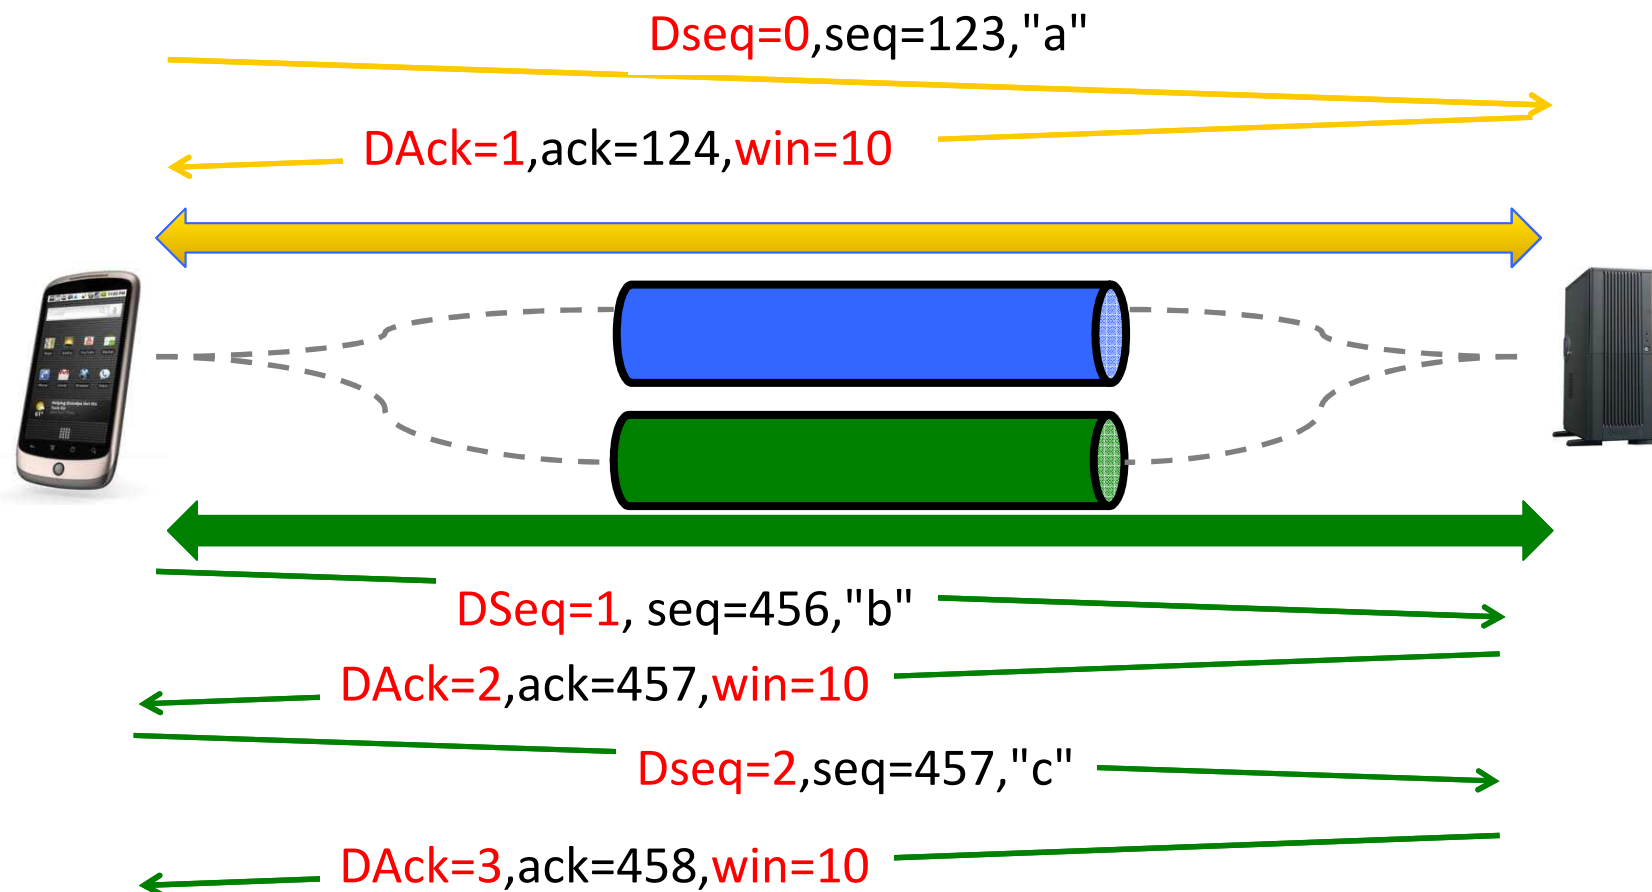 Dseq=0,seq=123,"a"
DAck=1,ack=124,win=10
DSeq=1, seq=456,"b"
DAck=2,ack=457,win=10
Dseq=2,seq=457,"c"
DAck=3,ack=458,win=10